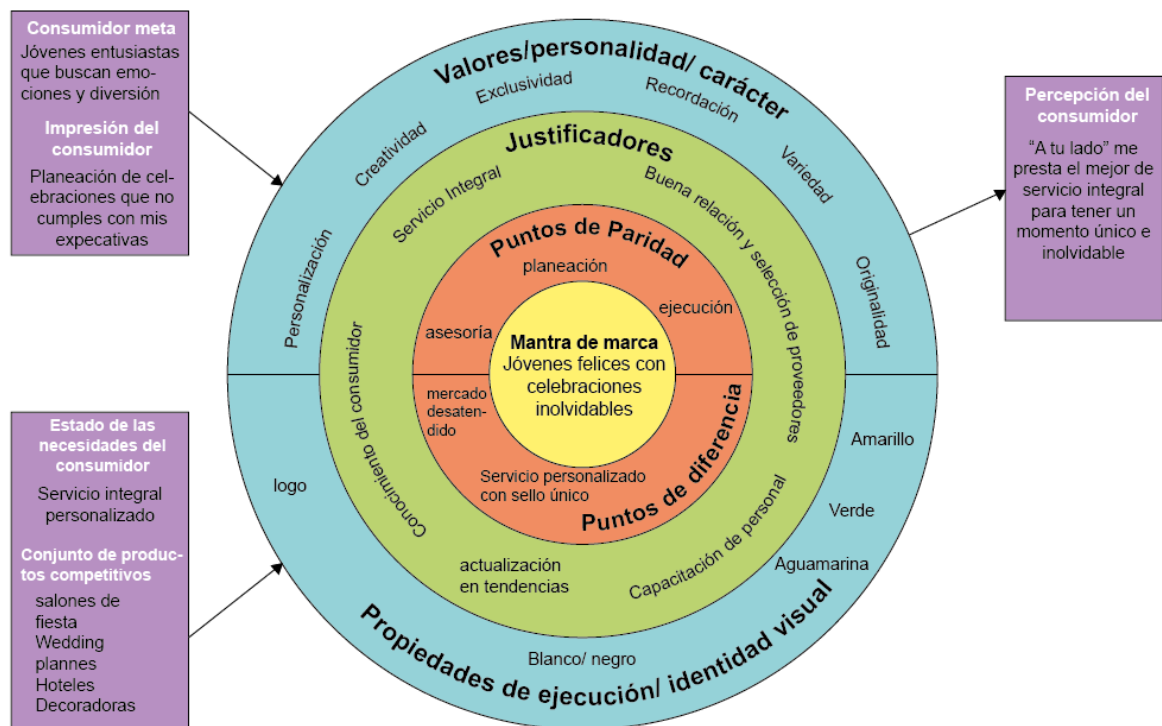 Consumidor meta
Jóvenes entusiastas
que buscan emo-
ciones y diversión
Impresión del
consumidor
Planeación de cel-
ebraciones que no
cumples con mis
expecativas
Estado de las
necesidades del
consumidor
Servicio integral
personalizado
Conjunto de produc-
tos competitivos
salones de
fiesta
Wedding
plannes
Hoteles
Decoradoras
Valores/personalidad/ carácter
Personalización
Creatividad
Exclusividad
Recordación
Variedad
Originalidad
Justificadores
Servicio Integral
Buena relación y selección de proveedores
Conocimiento del consumidor
actualización
en tendencias
Capacitación de personal
Puntos de Paridad
asesoría
planeación
ejecución
Mantra de marca
Jóvenes felices con
celebraciones
inolvidables
mercado
desaten-
dido
Servicio personalizado
con sello único
Puntos de diferencia
logo
Blanco/ negro
Aguamarina
Verde
Amarillo
Propiedades de ejecución/ identidad visual
Percepción del
consumidor
“A tu lado” me
presta el mejor de
servicio integral
para tener un
momento único e
inolvidable